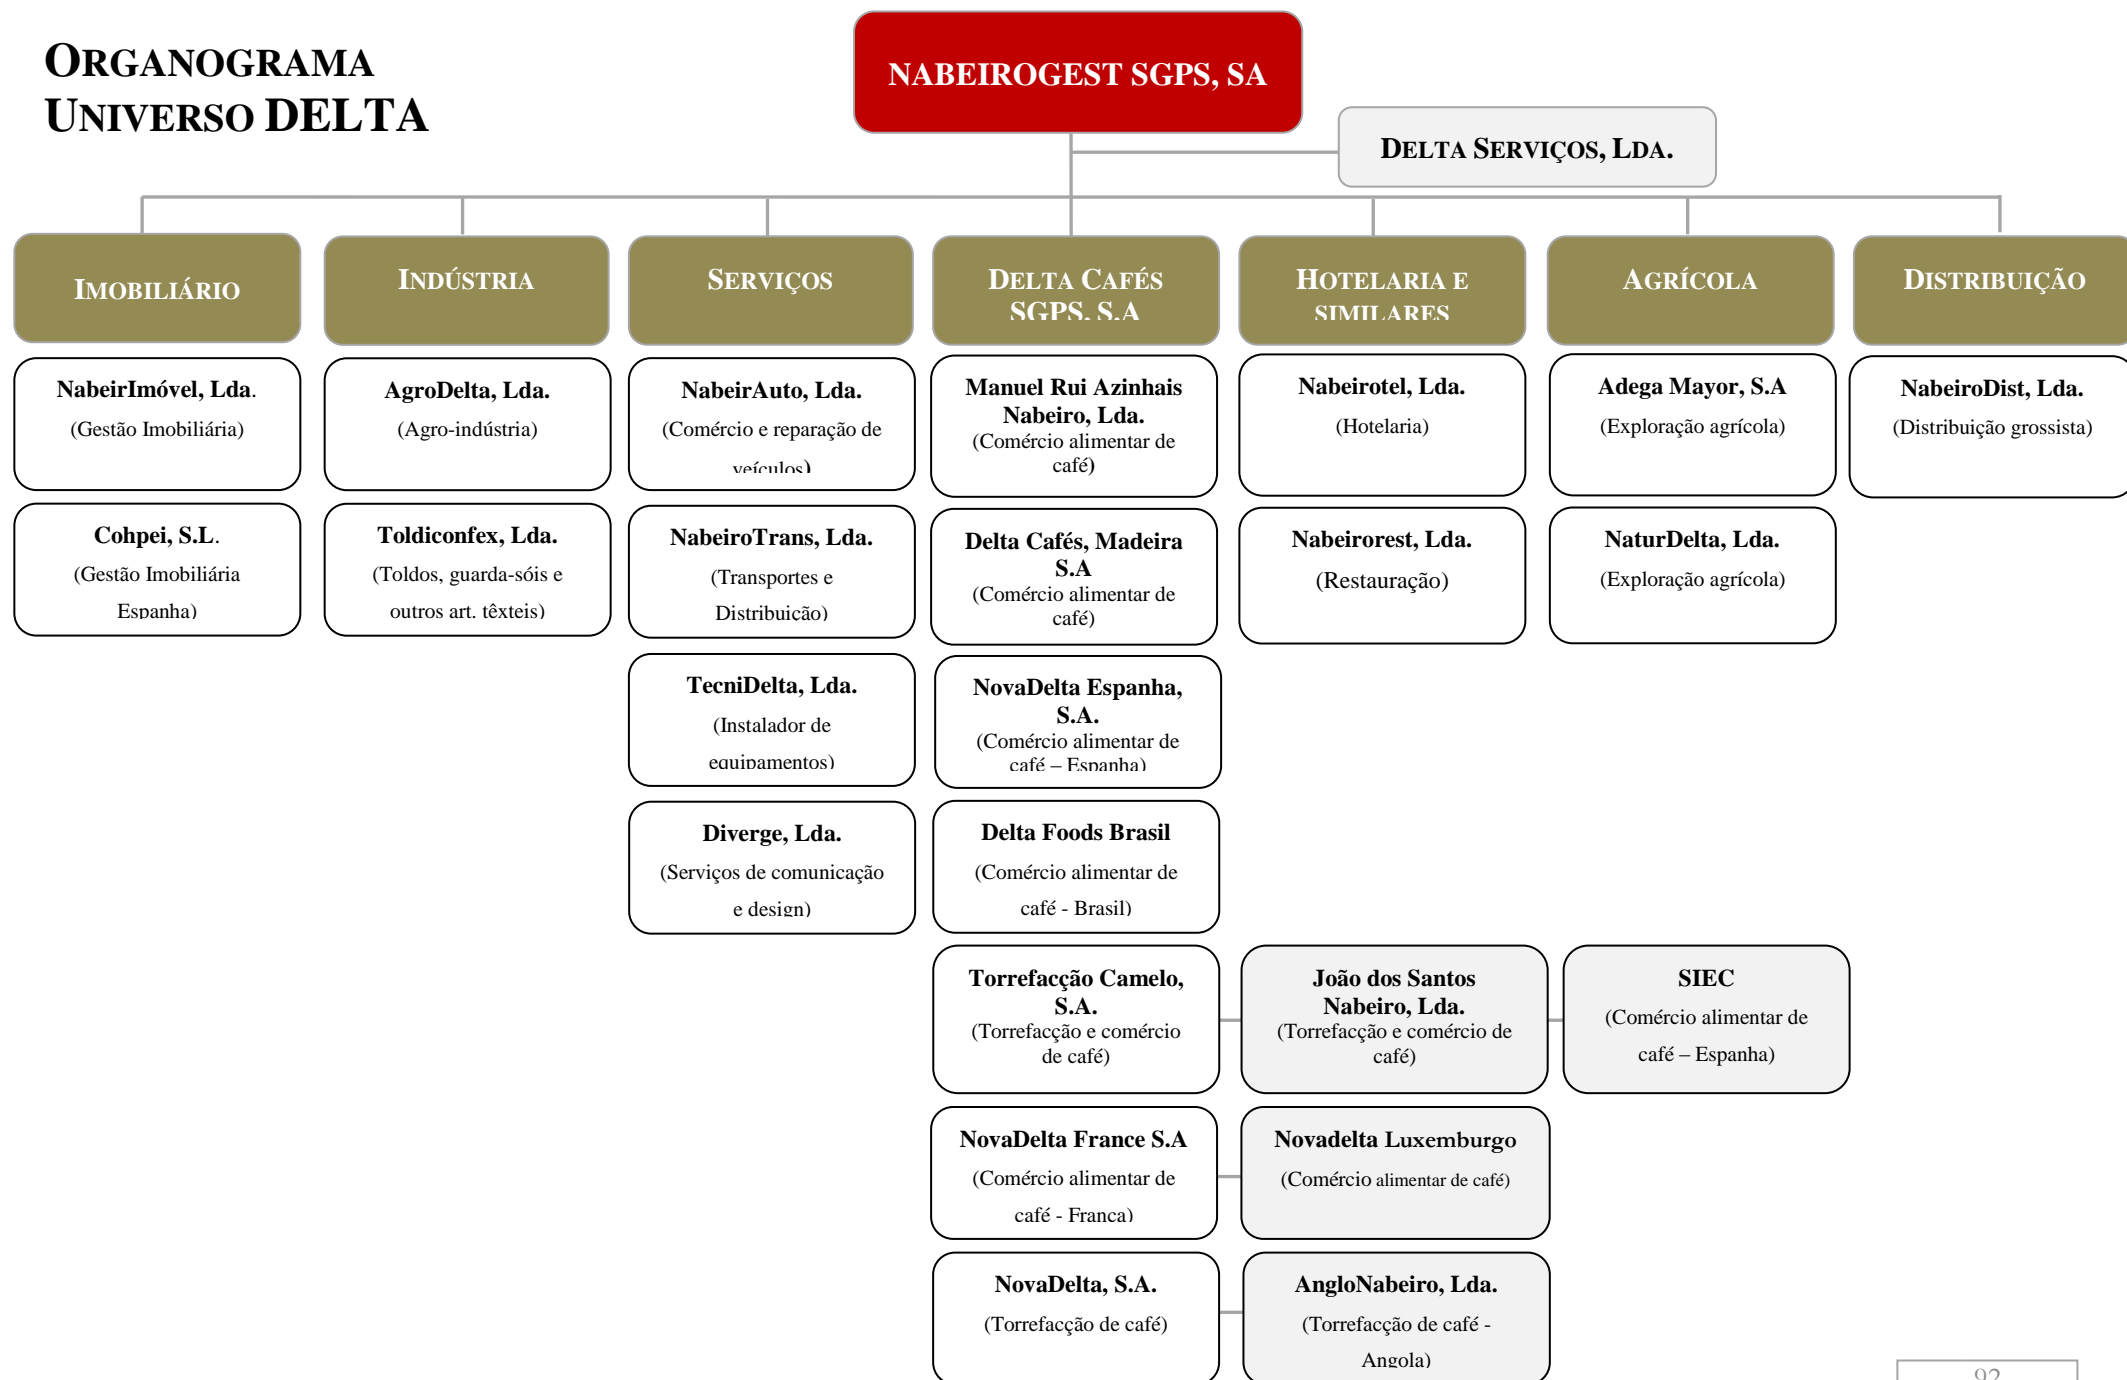 ORGANOGRAMA
UNIVERSO DELTA
NABEIROGEST SGPS, SA
DELTA SERVIÇOS, LDA.
IMOBILIÁRIO
INDÚSTRIA
SERVIÇOS
DELTA CAFÉS
SGPS, S.A
HOTELARIA E
SIMILARES
AGRÍCOLA
DISTRIBUIÇÃO
NabeirImóvel, Lda.
(Gestão Imobiliária)
AgroDelta, Lda.
(Agro-indústria)
NabeirAuto, Lda.
(Comércio e reparação de
veículos)
Manuel Rui Azinhais
Nabeiro, Lda.
(Comércio alimentar de
café)
Nabeirotel, Lda.
(Hotelaria)
Adega Mayor, S.A
(Exploração agrícola)
NabeiroDist, Lda.
(Distribuição grossista)
Cohpei, S.L.
(Gestão Imobiliária
Espanha)
Toldiconfex, Lda.
(Toldos, guarda-sóis e
outros art. têxteis)
NabeiroTrans, Lda.
(Transportes e
Distribuição)
Delta Cafés, Madeira
S.A
(Comércio alimentar de
café)
Nabeirorest, Lda.
(Restauração)
NaturDelta, Lda.
(Exploração agrícola)
TecniDelta, Lda.
(Instalador de
equipamentos)
NovaDelta Espanha,
S.A.
(Comércio alimentar de
café – Espanha)
Diverge, Lda.
(Serviços de comunicação
e design)
Delta Foods Brasil
(Comércio alimentar de
café - Brasil)
Torrefacção Camelo,
S.A.
(Torrefacção e comércio
de café)
João dos Santos
Nabeiro, Lda.
(Torrefacção e comércio de
café)
SIEC
(Comércio alimentar de
café – Espanha)
NovaDelta France S.A
(Comércio alimentar de
café - França)
Novadelta Luxemburgo
(Comércio alimentar de café)
NovaDelta, S.A.
(Torrefacção de café)
AngloNabeiro, Lda.
(Torrefacção de café -
Angola)
92